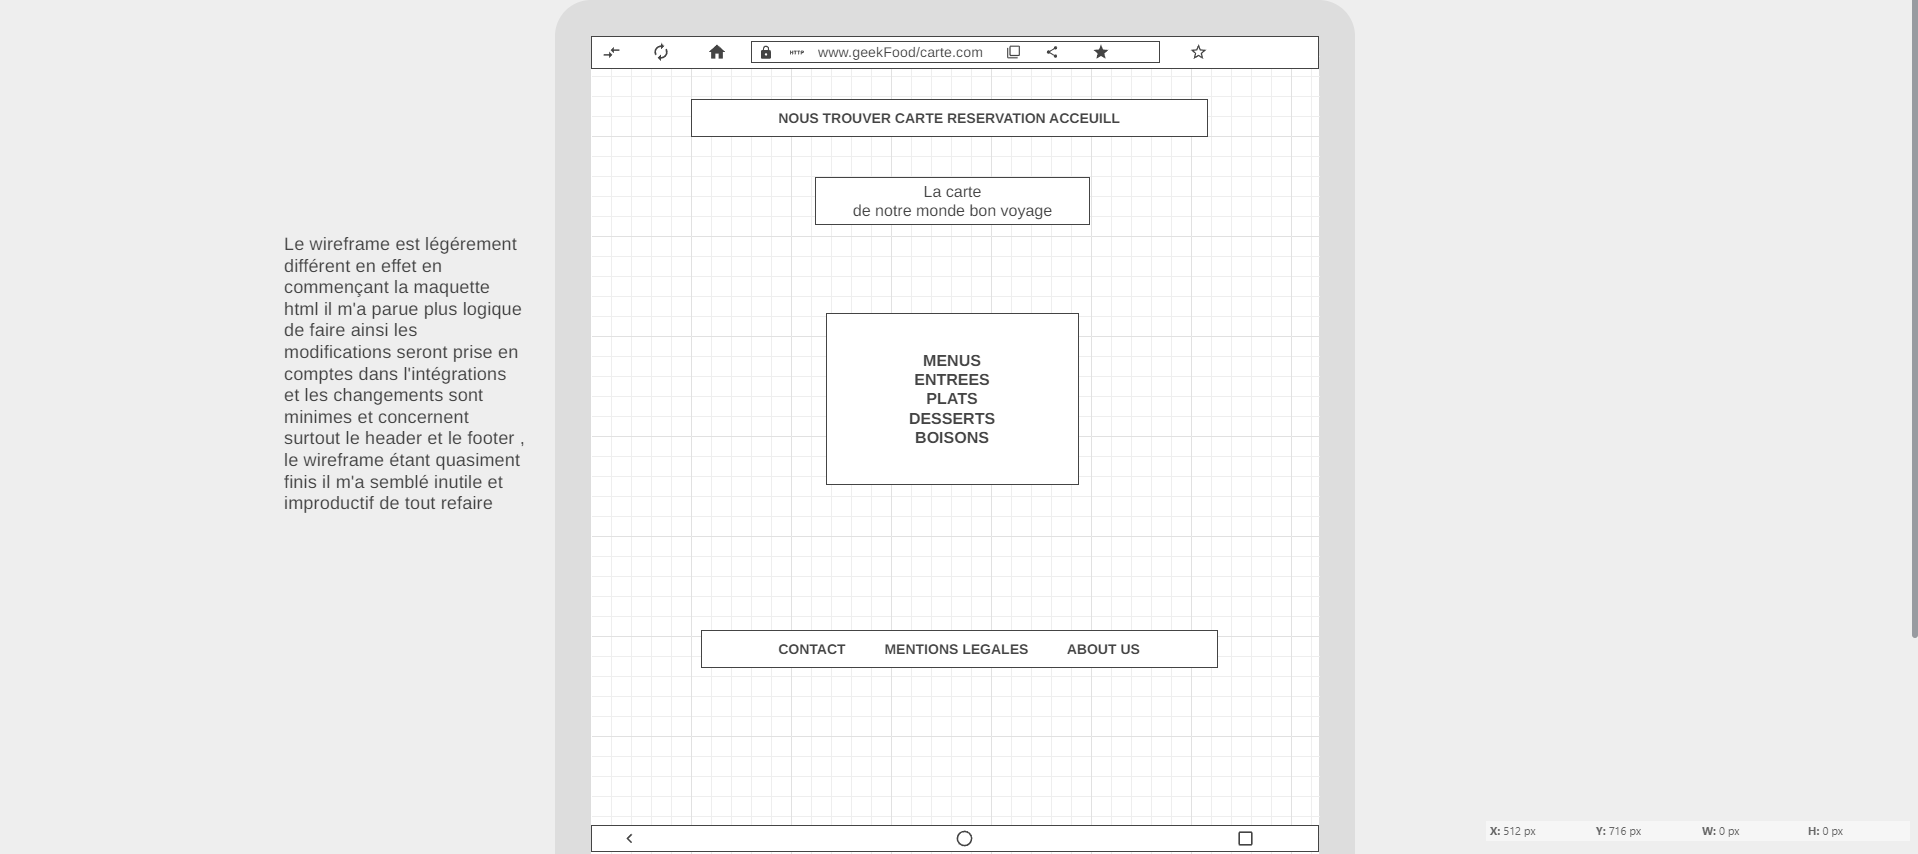 HTTP www.geekFood/carte.com
NOUS TROUVER CARTE RESERVATION ACCEUILL
La carte
de notre monde bon voyage
Le wireframe est légérement
différent en effet en
commençant la maquette
html il m'a parue plus logique
de faire ainsi les
modifications seront prise en
comptes dans l'intégrations
et les changements sont
minimes et concernent
surtout le header et le footer ,
le wireframe étant quasiment
finis il m'a semblé inutile et
improductif de tout refaire
MENUS
ENTREES
PLATS
DESSERTS
BOISONS
CONTACT MENTIONS LEGALES ABOUT US
X: 512 px Y: 716 px W: 0 px H: 0 px